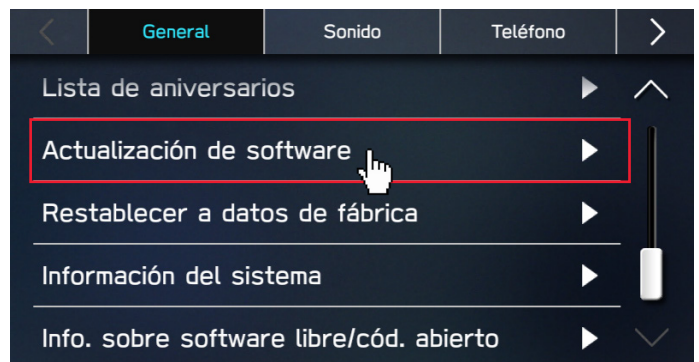 General Sonido Teléfono
Lista de aniversarios
Actualización de software
Restablecer a datos de fábrica
Información del sistema
Info. sobre software libre/cód. abierto